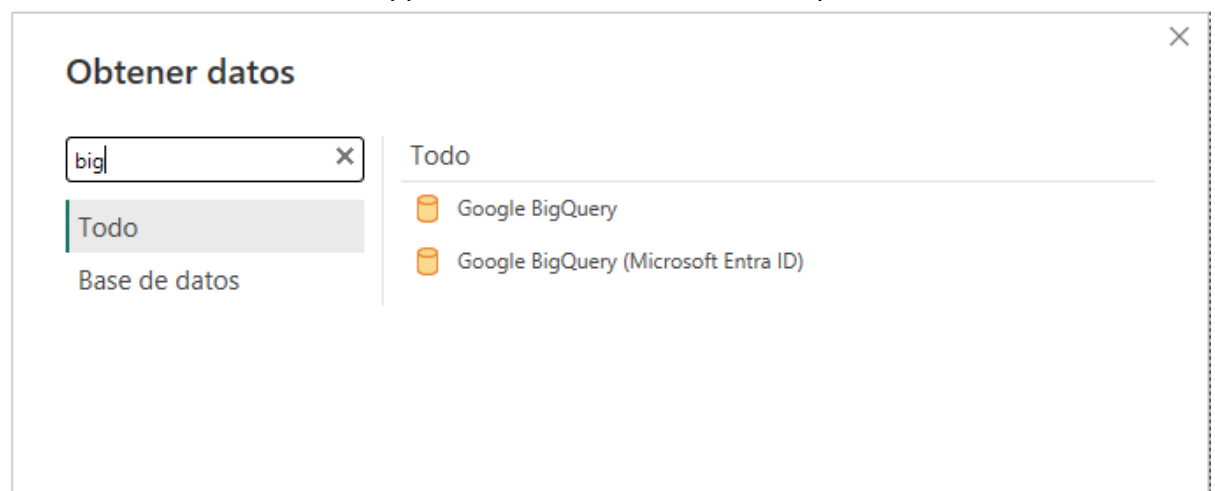 Obtener datos
big
Todo
Base de datos
Todo
Google BigQuery
Google BigQuery (Microsoft Entra ID)